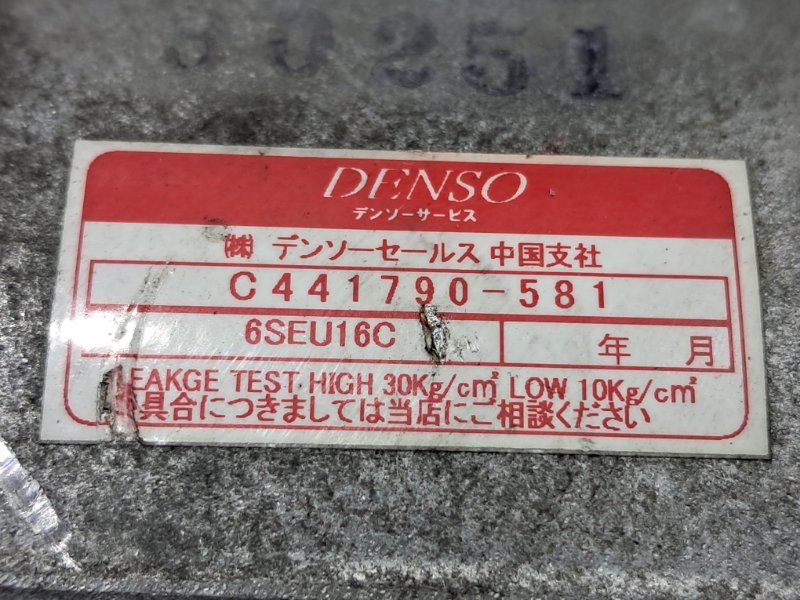 30251
DENSO
デンソーサービス
㈱ デンソーセールス 中国支社
C441790-581
6SEU16C
年 月
EAKGE TEST HIGH 30Kg/cm² LOW 10Kg/cm²
具合につきましては当店にご相談ください